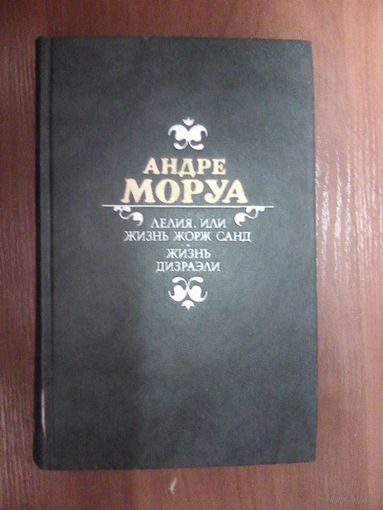 АНДРЕ
МОРУА
ЛЕЛИЯ, ИЛИ
ЖИЗНЬ ЖОРЖ САНД
ЖИЗНЬ
ДИЗРАЭЛИ